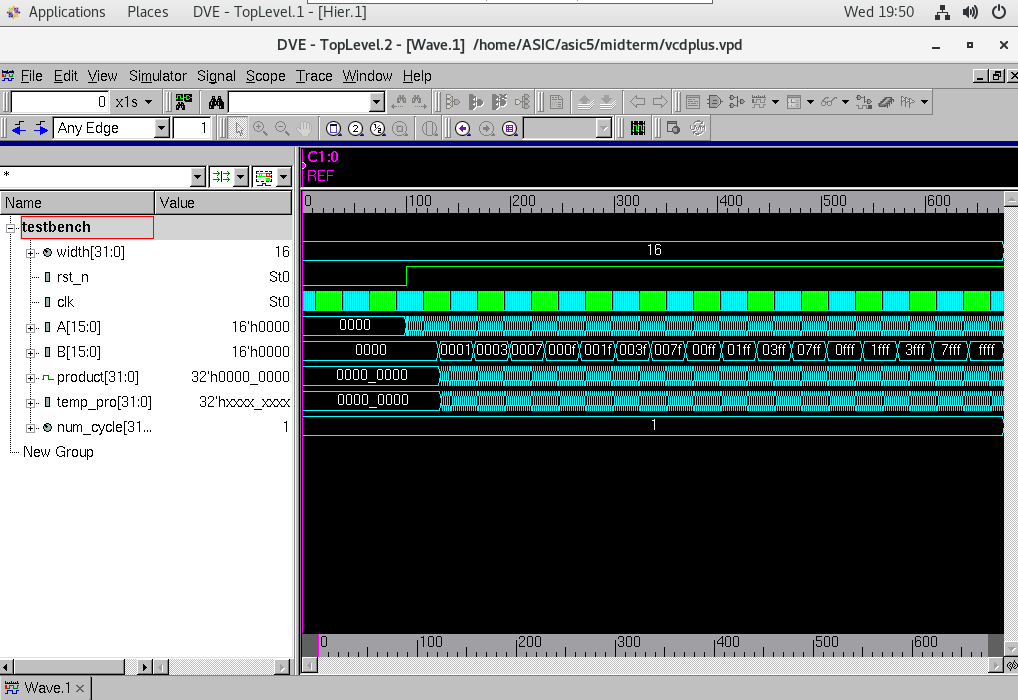 Applications Places DVE - TopLevel.1 - [Hier.1] Wed 19:50
DVE - TopLevel.2 - [Wave.1] /home/ASIC/asic5/midterm/vcdplus.vpd
File Edit View Simulator Signal Scope Trace Window Help
0 x1s
Any Edge 1
C1:0
REF
*
Name Value
0 100 200 300 400 500 600
testbench
width[31:0] 16 16
rst_n St0
clk St0
A[15:0] 16'h0000 0000
B[15:0] 16'h0000 0000 0001 0003 0007 000f 001f 003f 007f 00ff 01ff 03ff 07ff 0fff 1fff 3fff 7fff ffff
product[31:0] 32'h0000_0000 0000_0000
temp_pro[31:0] 32'hxxxx_xxxx 0000_0000
num_cycle[31... 1 1
New Group
0 100 200 300 400 500 600
Wave.1